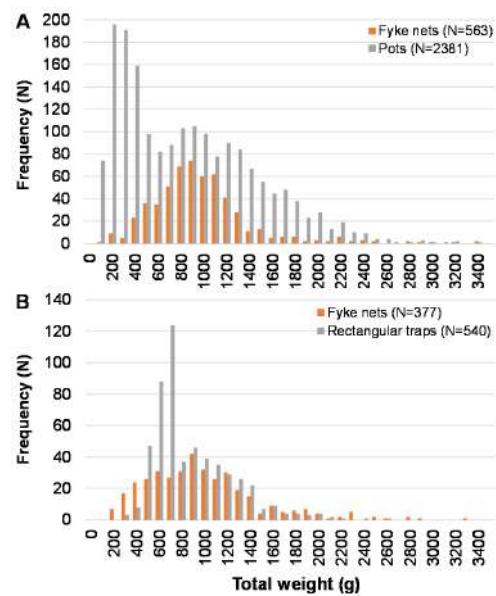 A
Frequency (N)
200
180
160
140
120
100
80
60
40
20
0
Fyke nets (N=563)
Pots (N=2381)
0 200 400 600 800 1000 1200 1400 1600 1800 2000 2200 2400 2600 2800 3000 3200 3400
B
Frequency (N)
140
120
100
80
60
40
20
0
Fyke nets (N=377)
Rectangular traps (N=540)
0 200 400 600 800 1000 1200 1400 1600 1800 2000 2200 2400 2600 2800 3000 3200 3400
Total weight (g)